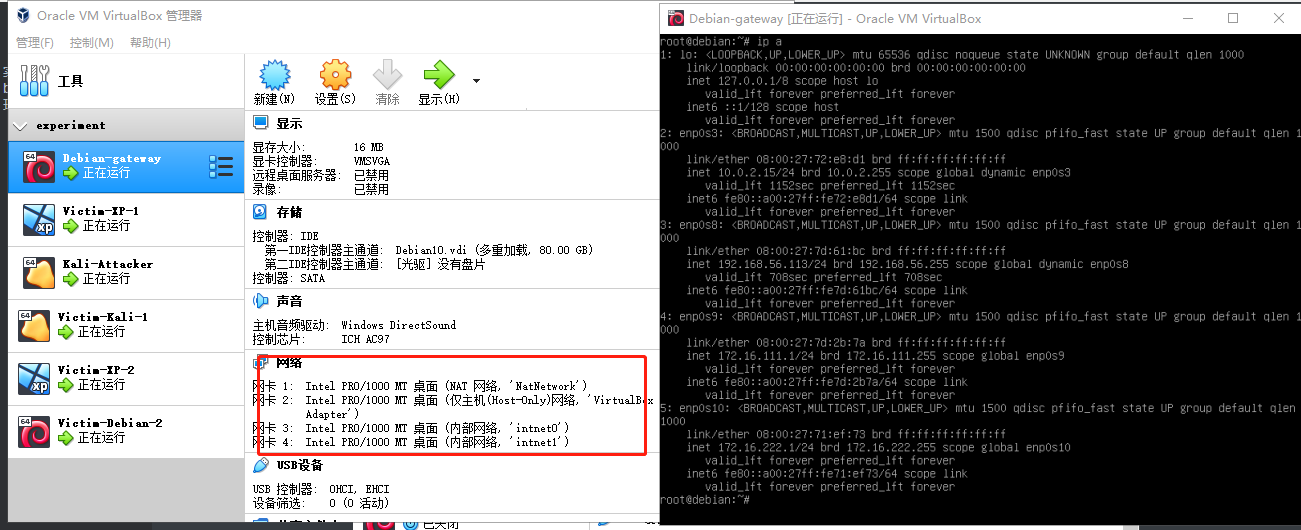 Oracle VM VirtualBox 管理器
管理(F) 控制(M) 帮助(H)
工具
experiment
Debian-gateway
正在运行
Victim-XP-1
正在运行
Kali-Attacker
正在运行
Victim-Kali-1
正在运行
Victim-XP-2
正在运行
Victim-Debian-2
正在运行
新建(N) 设置(S) 清除 显示(H)
显示
显存大小: 16 MB
显卡控制器: VMSVGA
远程桌面服务器: 已禁用
录像: 已禁用
存储
控制器: IDE
第一IDE控制器主通道: Debian10.vdi (多重加载, 80.00 GB)
第二IDE控制器主通道: [光驱] 没有盘片
控制器: SATA
声音
主机音频驱动: Windows DirectSound
控制芯片: ICH AC97
网络
网卡 1: Intel PRO/1000 MT 桌面 (NAT 网络, 'NatNetwork')
网卡 2: Intel PRO/1000 MT 桌面 (仅主机(Host-Only)网络, 'VirtualBox
Adapter')
网卡 3: Intel PRO/1000 MT 桌面 (内部网络, 'intnet0')
网卡 4: Intel PRO/1000 MT 桌面 (内部网络, 'intnet1')
USB设备
USB 控制器: OHCI, EHCI
设备筛选: 0 (0 活动)
已关闭
Debian-gateway [正在运行] - Oracle VM VirtualBox
root@debian:~# ip a
1: lo: <LOOPBACK,UP,LOWER_UP> mtu 65536 qdisc noqueue state UNKNOWN group default qlen 1000
link/loopback 00:00:00:00:00:00 brd 00:00:00:00:00:00
inet 127.0.0.1/8 scope host lo
valid_lft forever preferred_lft forever
inet6 ::1/128 scope host
valid_lft forever preferred_lft forever
2: enp0s3: <BROADCAST,MULTICAST,UP,LOWER_UP> mtu 1500 qdisc pfifo_fast state UP group default qlen 1
000
link/ether 08:00:27:72:e8:d1 brd ff:ff:ff:ff:ff:ff
inet 10.0.2.15/24 brd 10.0.2.255 scope global dynamic enp0s3
valid_lft 1152sec preferred_lft 1152sec
inet6 fe80::a00:27ff:fe72:e8d1/64 scope link
valid_lft forever preferred_lft forever
3: enp0s8: <BROADCAST,MULTICAST,UP,LOWER_UP> mtu 1500 qdisc pfifo_fast state UP group default qlen 1
000
link/ether 08:00:27:7d:61:bc brd ff:ff:ff:ff:ff:ff
inet 192.168.56.113/24 brd 192.168.56.255 scope global dynamic enp0s8
valid_lft 708sec preferred_lft 708sec
inet6 fe80::a00:27ff:fe7d:61bc/64 scope link
valid_lft forever preferred_lft forever
4: enp0s9: <BROADCAST,MULTICAST,UP,LOWER_UP> mtu 1500 qdisc pfifo_fast state UP group default qlen 1
000
link/ether 08:00:27:7d:2b:7a brd ff:ff:ff:ff:ff:ff
inet 172.16.111.1/24 brd 172.16.111.255 scope global enp0s9
valid_lft forever preferred_lft forever
inet6 fe80::a00:27ff:fe7d:2b7a/64 scope link
valid_lft forever preferred_lft forever
5: enp0s10: <BROADCAST,MULTICAST,UP,LOWER_UP> mtu 1500 qdisc pfifo_fast state UP group default qlen
1000
link/ether 08:00:27:71:ef:73 brd ff:ff:ff:ff:ff:ff
inet 172.16.222.1/24 brd 172.16.222.255 scope global enp0s10
valid_lft forever preferred_lft forever
inet6 fe80::a00:27ff:fe71:ef73/64 scope link
valid_lft forever preferred_lft forever
root@debian:~#